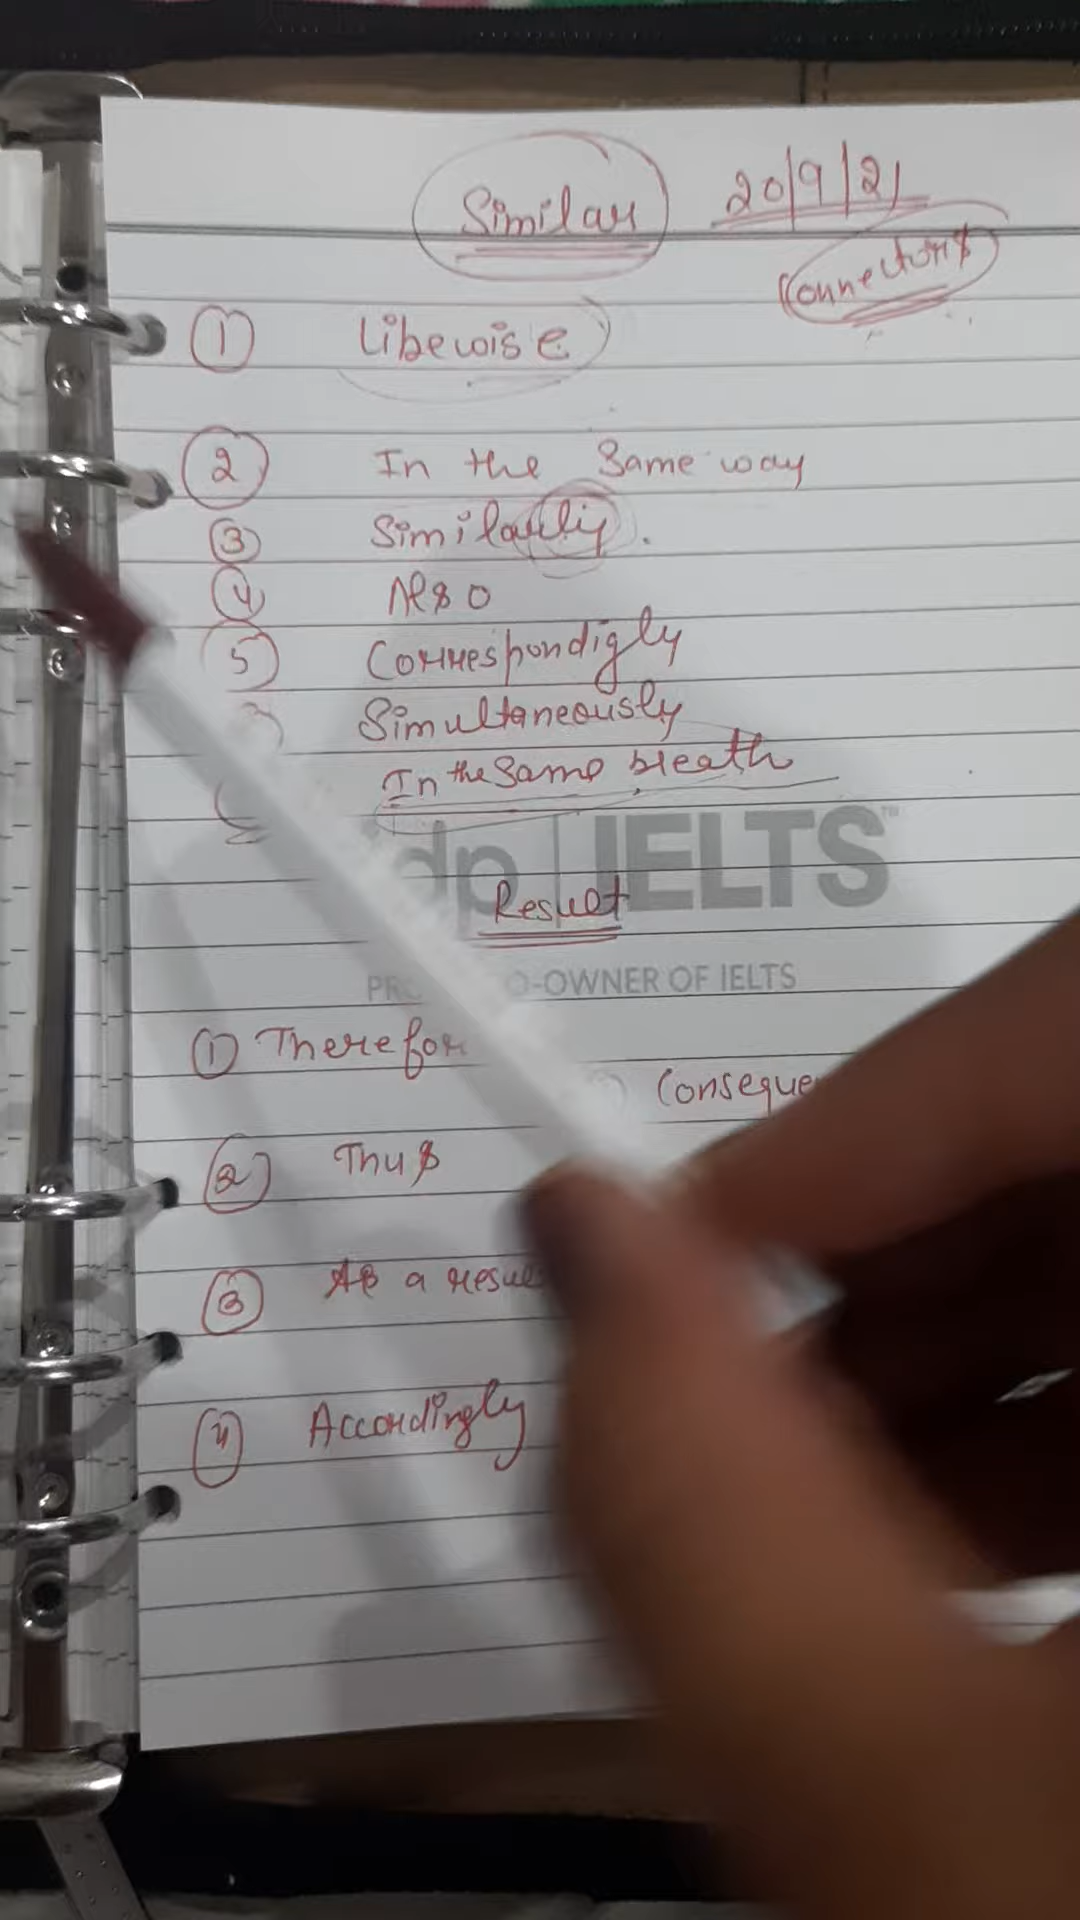 Similar 20/9/21
Connectors
1 Likewise
2 In the Same way
3 Similarly.
4 Also
5 Correspondigly
Simultaneously
In the Same breath
dp IELTS
Result
O-OWNER OF IELTS
1 Therefor
Conseque
2 Thus
3 As a resul
4 Accordingly